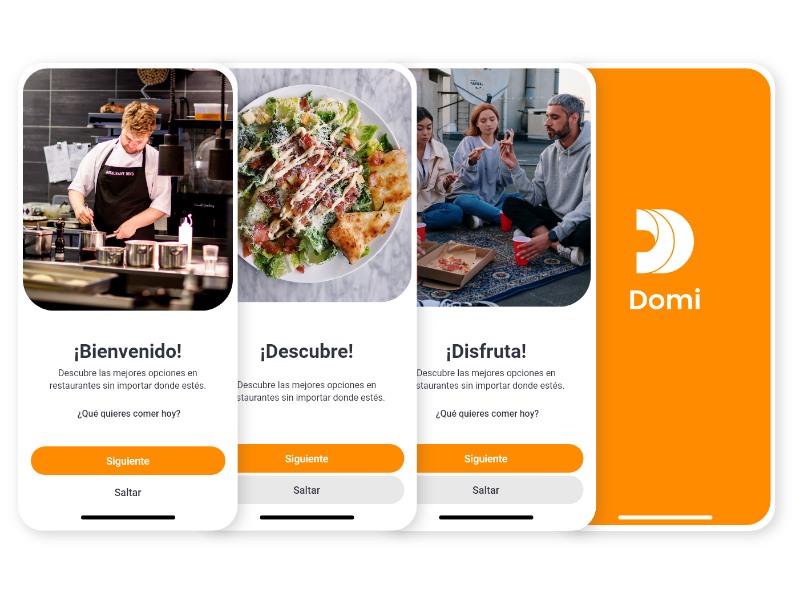 ¡Bienvenido!
Descubre las mejores opciones en
restaurantes sin importar donde estés.
¿Qué quieres comer hoy?
Siguiente
Saltar
¡Descubre!
Descubre las mejores opciones en
staurantes sin importar donde estés.
Siguiente
Saltar
¡Disfruta!
Descubre las mejores opciones en
staurantes sin importar donde estés.
¿Qué quieres comer hoy?
Siguiente
Saltar
Domi